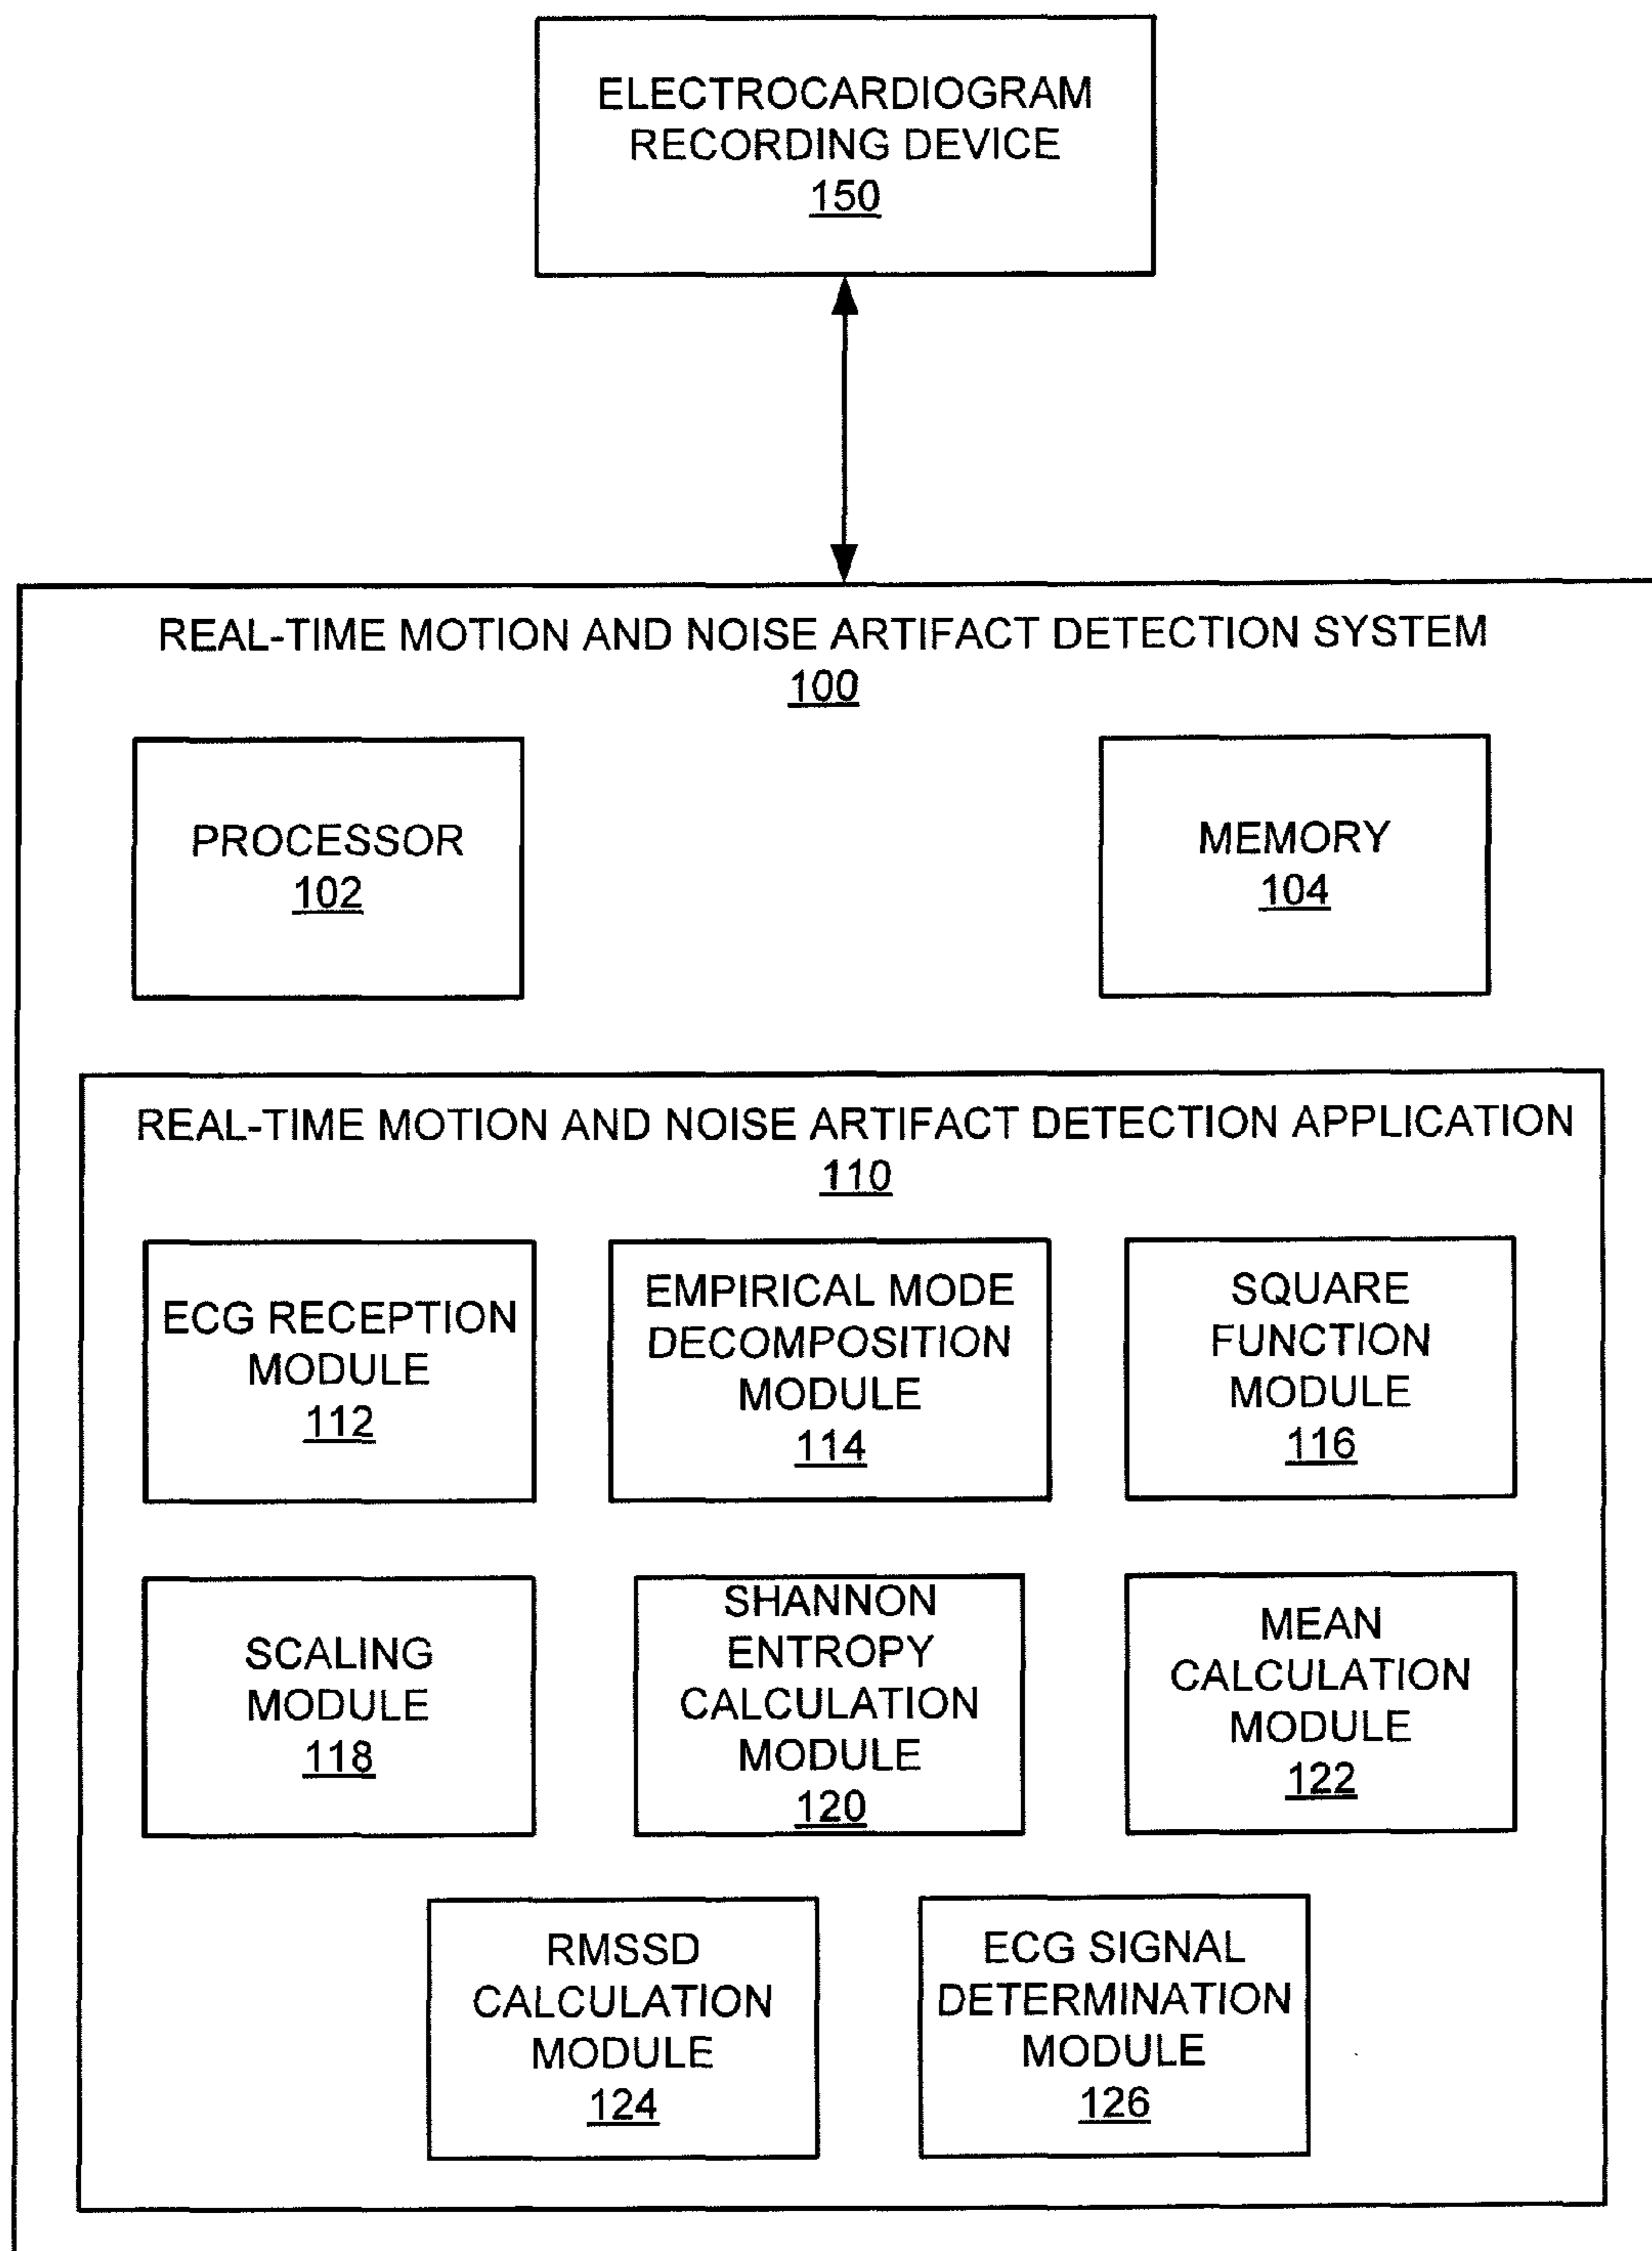 ELECTROCARDIOGRAM
RECORDING DEVICE
150
REAL-TIME MOTION AND NOISE ARTIFACT DETECTION SYSTEM
100
PROCESSOR
102
MEMORY
104
REAL-TIME MOTION AND NOISE ARTIFACT DETECTION APPLICATION
110
ECG RECEPTION
MODULE
112
EMPIRICAL MODE
DECOMPOSITION
MODULE
114
SQUARE
FUNCTION
MODULE
116
SCALING
MODULE
118
SHANNON
ENTROPY
CALCULATION
MODULE
120
MEAN
CALCULATION
MODULE
122
RMSSD
CALCULATION
MODULE
124
ECG SIGNAL
DETERMINATION
MODULE
126